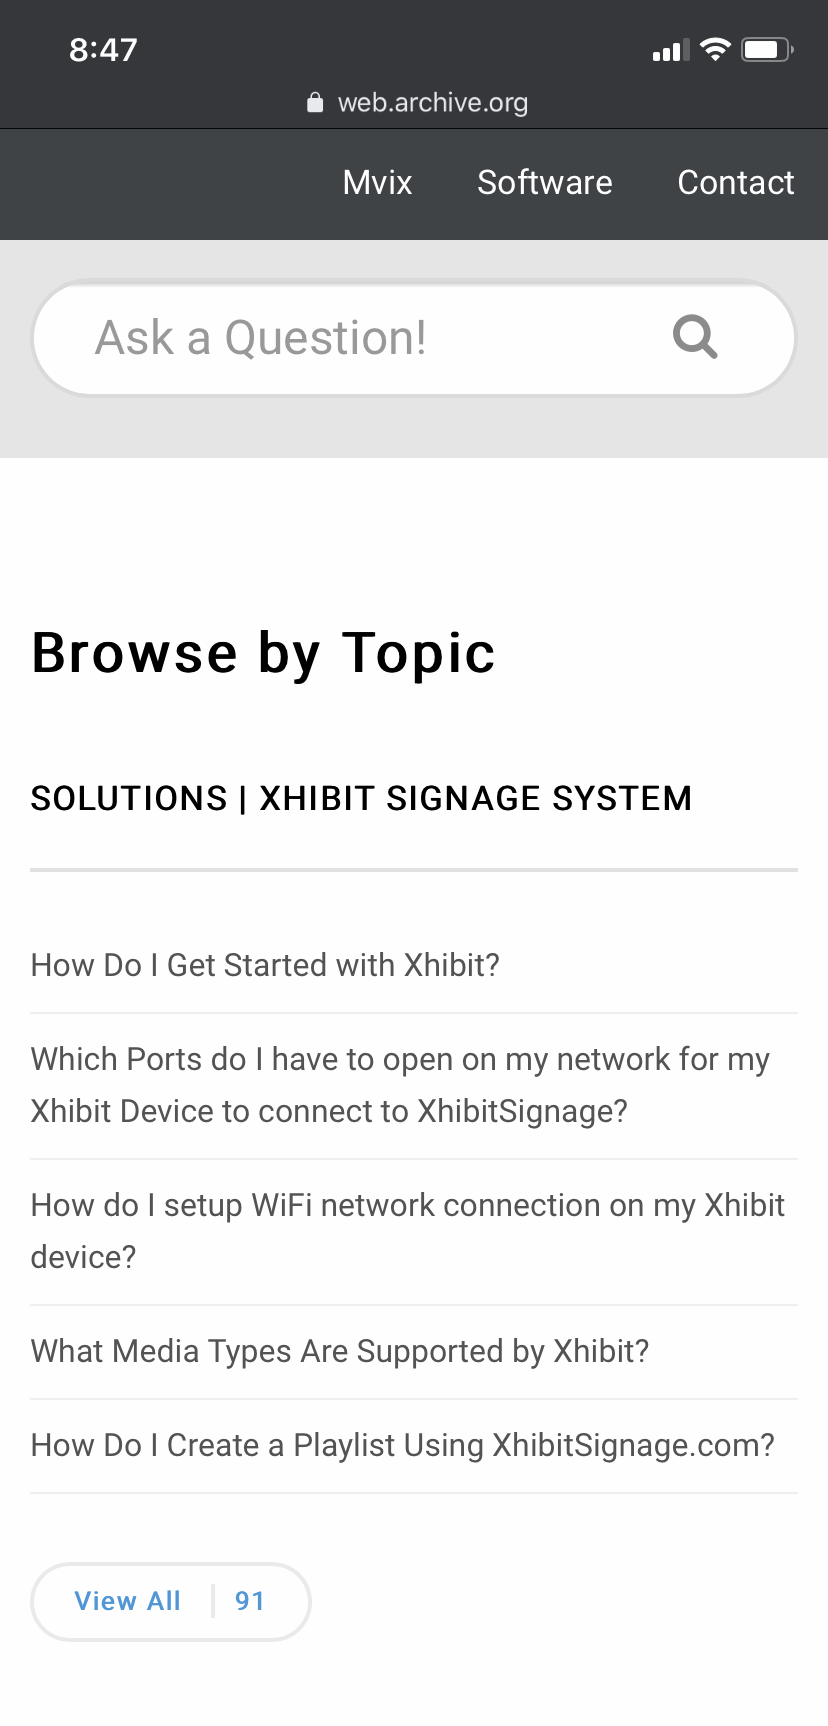 8:47
web.archive.org
Mvix Software Contact
Ask a Question!
Browse by Topic
SOLUTIONS | XHIBIT SIGNAGE SYSTEM
How Do I Get Started with Xhibit?
Which Ports do I have to open on my network for my
Xhibit Device to connect to XhibitSignage?
How do I setup WiFi network connection on my Xhibit
device?
What Media Types Are Supported by Xhibit?
How Do I Create a Playlist Using XhibitSignage.com?
View All | 91